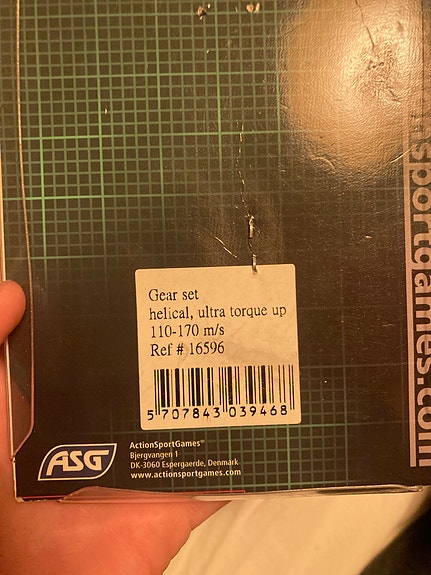 sportgames.com
Gear set
helical, ultra torque up
110-170 m/s
Ref # 16596
5 707843 039468
ASG
ActionSportGames®
Bjergvangen 1
DK-3060 Espergaerde, Denmark
www.actionsportgames.com